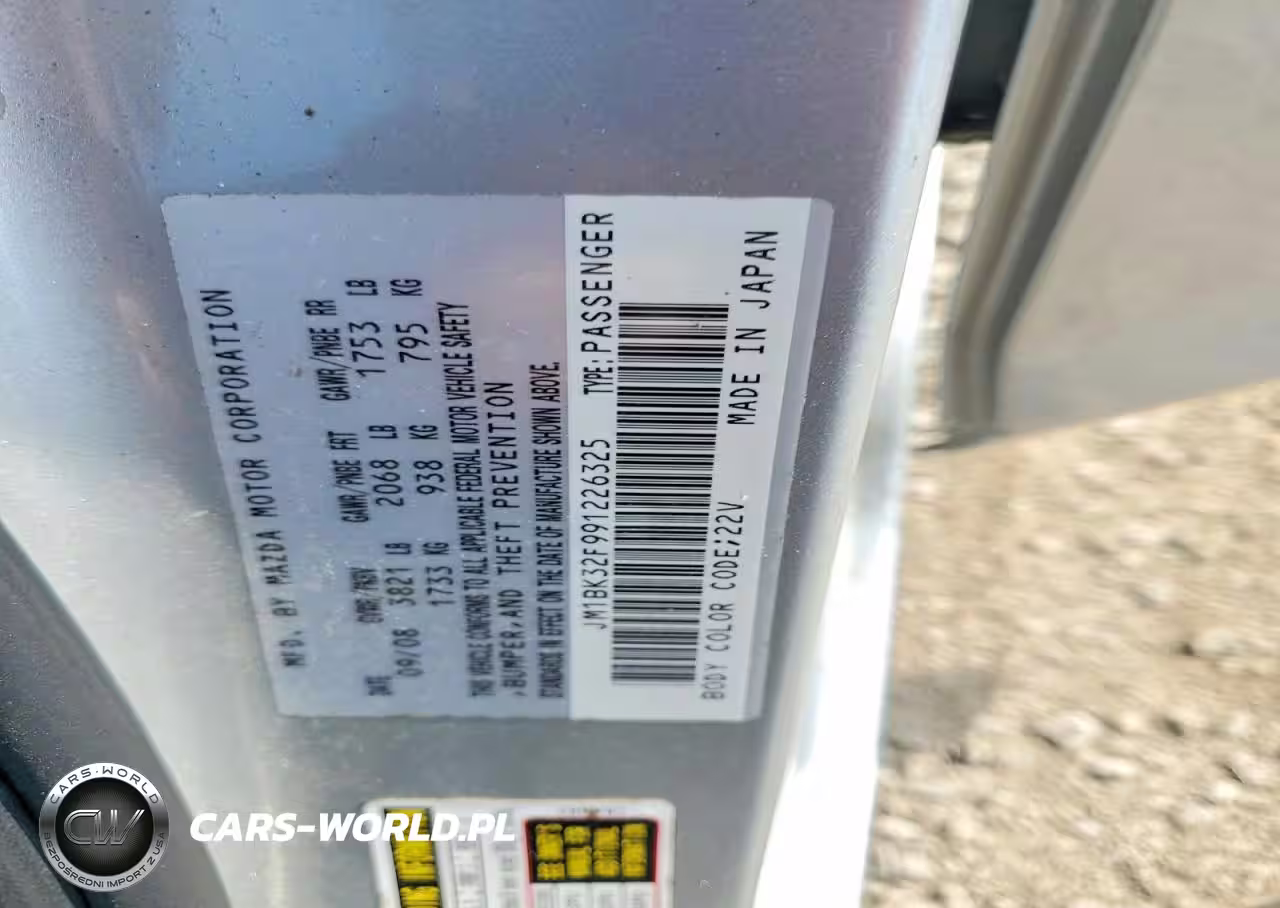 MFD. BY MAZDA MOTOR CORPORATION
DATE GVWR/PNBV GAWR/PNBE FRT GAWR/PNBE RR
09/08 3821 LB 2068 LB 1753 LB
1733 KG 938 KG 795 KG
THIS VEHICLE CONFORMS TO ALL APPLICABLE FEDERAL MOTOR VEHICLE SAFETY
,BUMPER,AND THEFT PREVENTION
STANDARDS IN EFFECT ON THE DATE OF MANUFACTURE SHOWN ABOVE.
JM1BK32F991226325 TYPE:PASSENGER
BODY COLOR CODE;22V MADE IN JAPAN
CARS-WORLD
CW
BEZPOŚREDNI IMPORT Z USA
CARS-WORLD.PL